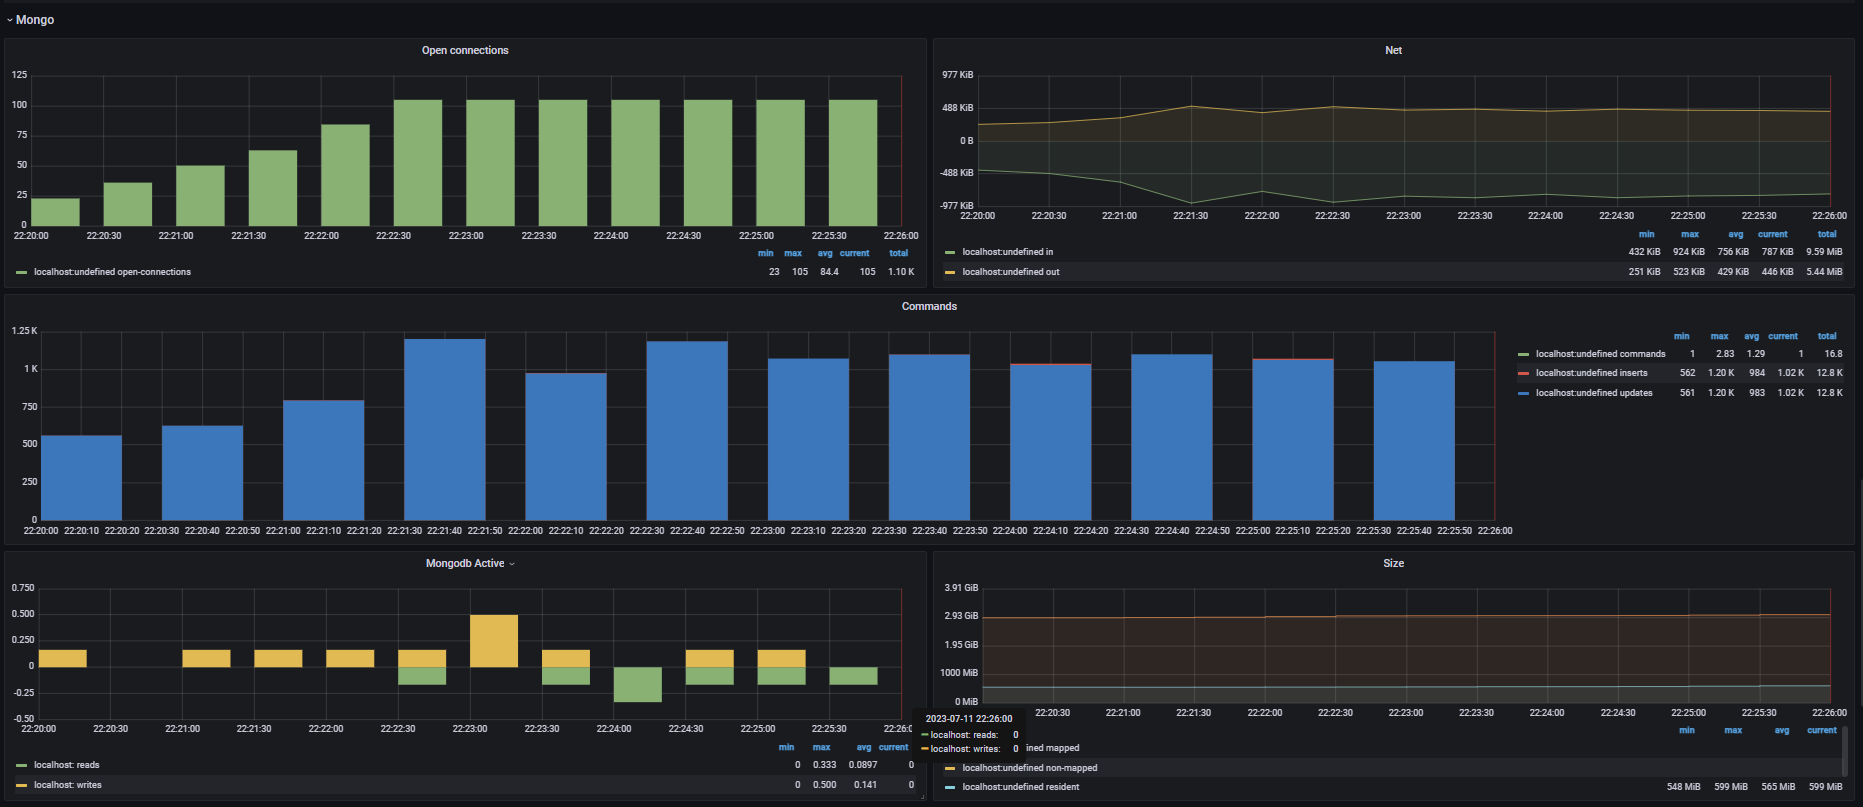 Mongo
Open connections
125
100
75
50
25
0
22:20:00 22:20:30 22:21:00 22:21:30 22:22:00 22:22:30 22:23:00 22:23:30 22:24:00 22:24:30 22:25:00 22:25:30 22:26:00
min max avg current total
localhost:undefined open-connections 23 105 84.4 105 1.10 K
Net
977 KiB
488 KiB
0 B
-488 KiB
-977 KiB
22:20:00 22:20:30 22:21:00 22:21:30 22:22:00 22:22:30 22:23:00 22:23:30 22:24:00 22:24:30 22:25:00 22:25:30 22:26:00
min max avg current total
localhost:undefined in 432 KiB 924 KiB 756 KiB 787 KiB 9.59 MiB
localhost:undefined out 251 KiB 523 KiB 429 KiB 446 KiB 5.44 MiB
Commands
1.25 K
1 K
750
500
250
0
22:20:00 22:20:10 22:20:20 22:20:30 22:20:40 22:20:50 22:21:00 22:21:10 22:21:20 22:21:30 22:21:40 22:21:50 22:22:00 22:22:10 22:22:20 22:22:30 22:22:40 22:22:50 22:23:00 22:23:10 22:23:20 22:23:30 22:23:40 22:23:50 22:24:00 22:24:10 22:24:20 22:24:30 22:24:40 22:24:50 22:25:00 22:25:10 22:25:20 22:25:30 22:25:40 22:25:50 22:26:00
min max avg current total
localhost:undefined commands 1 2.83 1.29 1 16.8
localhost:undefined inserts 562 1.20 K 984 1.02 K 12.8 K
localhost:undefined updates 561 1.20 K 983 1.02 K 12.8 K
Mongodb Active
0.750
0.500
0.250
0
-0.25
-0.50
22:20:00 22:20:30 22:21:00 22:21:30 22:22:00 22:22:30 22:23:00 22:23:30 22:24:00 22:24:30 22:25:00 22:25:30 22:26:0
min max avg current
localhost: reads 0 0.333 0.0897 0
localhost: writes 0 0.500 0.141 0
2023-07-11 22:26:00
localhost: reads: 0
localhost: writes: 0
Size
3.91 GiB
2.93 GiB
1.95 GiB
1000 MiB
0 MiB
22:20:30 22:21:00 22:21:30 22:22:00 22:22:30 22:23:00 22:23:30 22:24:00 22:24:30 22:25:00 22:25:30 22:26:00
min max avg current
fined mapped
localhost:undefined non-mapped
localhost:undefined resident 548 MiB 599 MiB 565 MiB 599 MiB